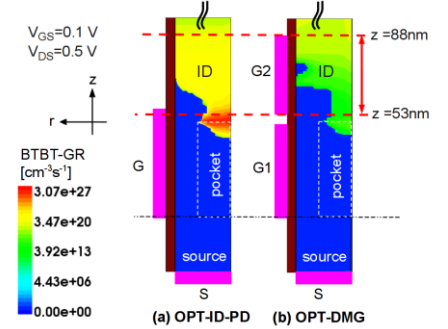 V_GS=0.1 V
V_DS=0.5 V
z
r
BTBT-GR
[cm⁻³s⁻¹]
3.07e+27
3.47e+20
3.92e+13
4.43e+06
0.00e+00
ID
G
pocket
source
S
(a) OPT-ID-PD
G2
ID
G1
pocket
source
S
(b) OPT-DMG
z =88nm
z =53nm